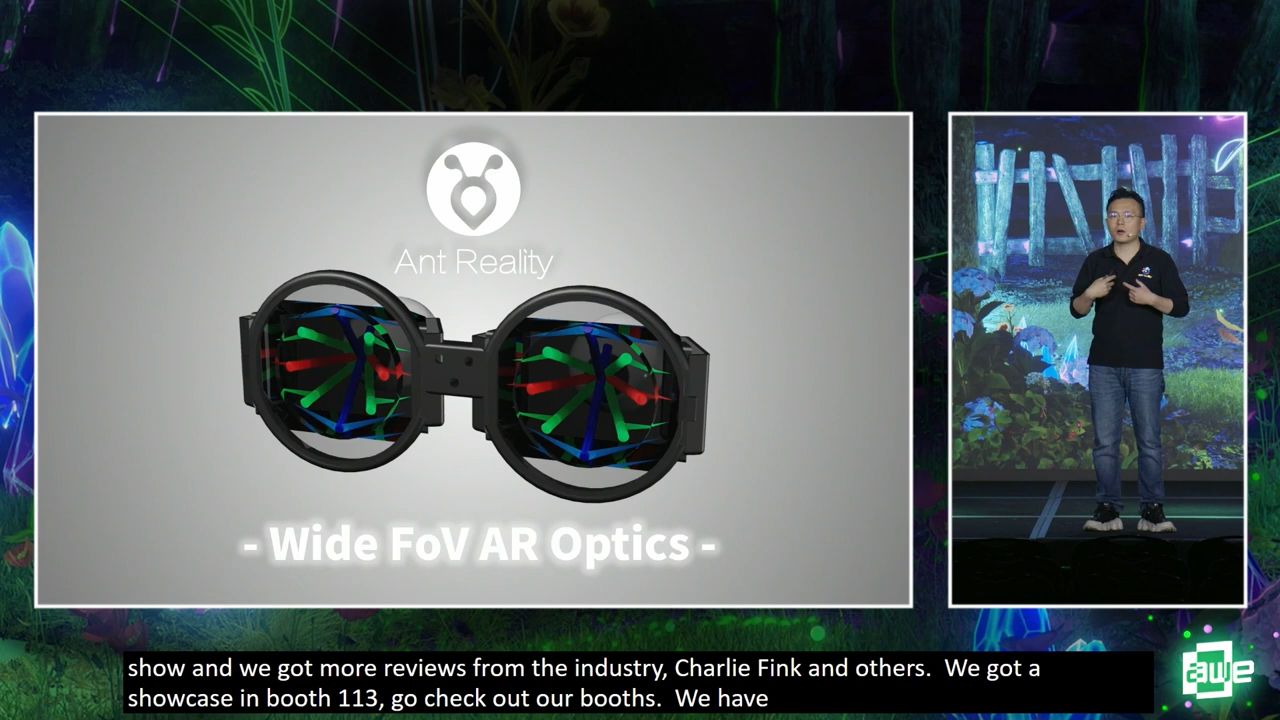 Ant Reality
- Wide FoV AR Optics -
show and we got more reviews from the industry, Charlie Fink and others.  We got a
showcase in booth 113, go check out our booths.  We have
awe